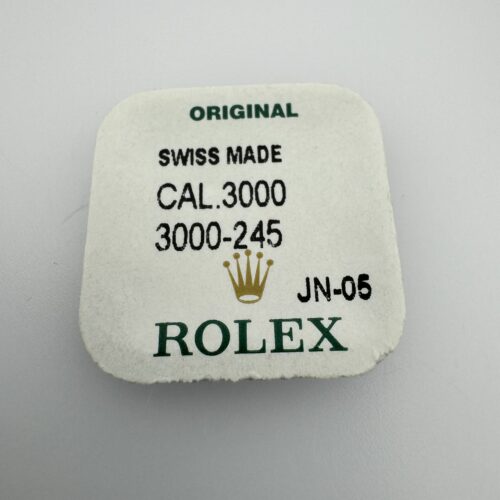 ORIGINAL
SWISS MADE
CAL.3000
3000-245
JN-05
ROLEX